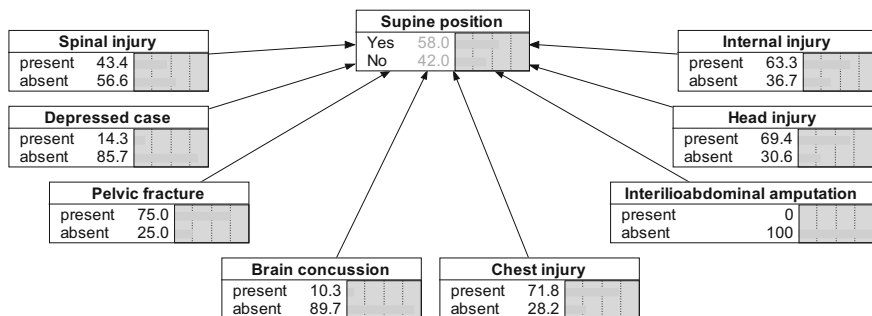 Supine position
Yes 58.0
No 42.0
Spinal injury
present 43.4
absent 56.6
Internal injury
present 63.3
absent 36.7
Depressed case
present 14.3
absent 85.7
Head injury
present 69.4
absent 30.6
Pelvic fracture
present 75.0
absent 25.0
Interilioabdominal amputation
present 0
absent 100
Brain concussion
present 10.3
absent 89.7
Chest injury
present 71.8
absent 28.2